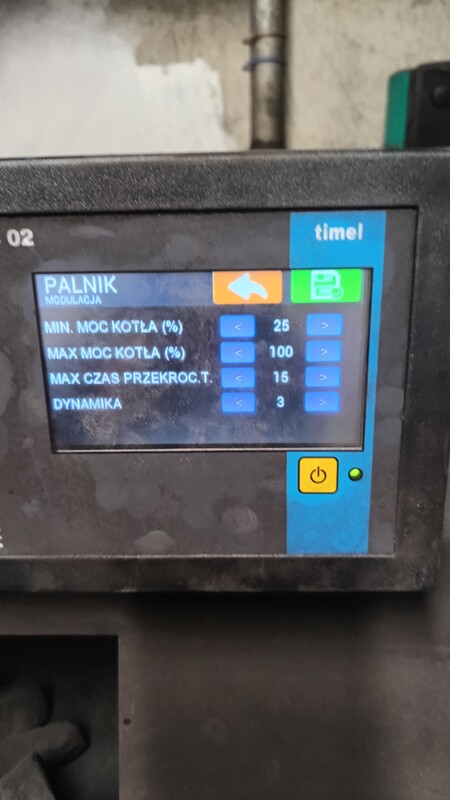 02
timel
PALNIK
MODULACJA
MIN. MOC KOTŁA (%) < 25 >
MAX MOC KOTŁA (%) < 100 >
MAX CZAS PRZEKROC.T. < 15 >
DYNAMIKA < 3 >